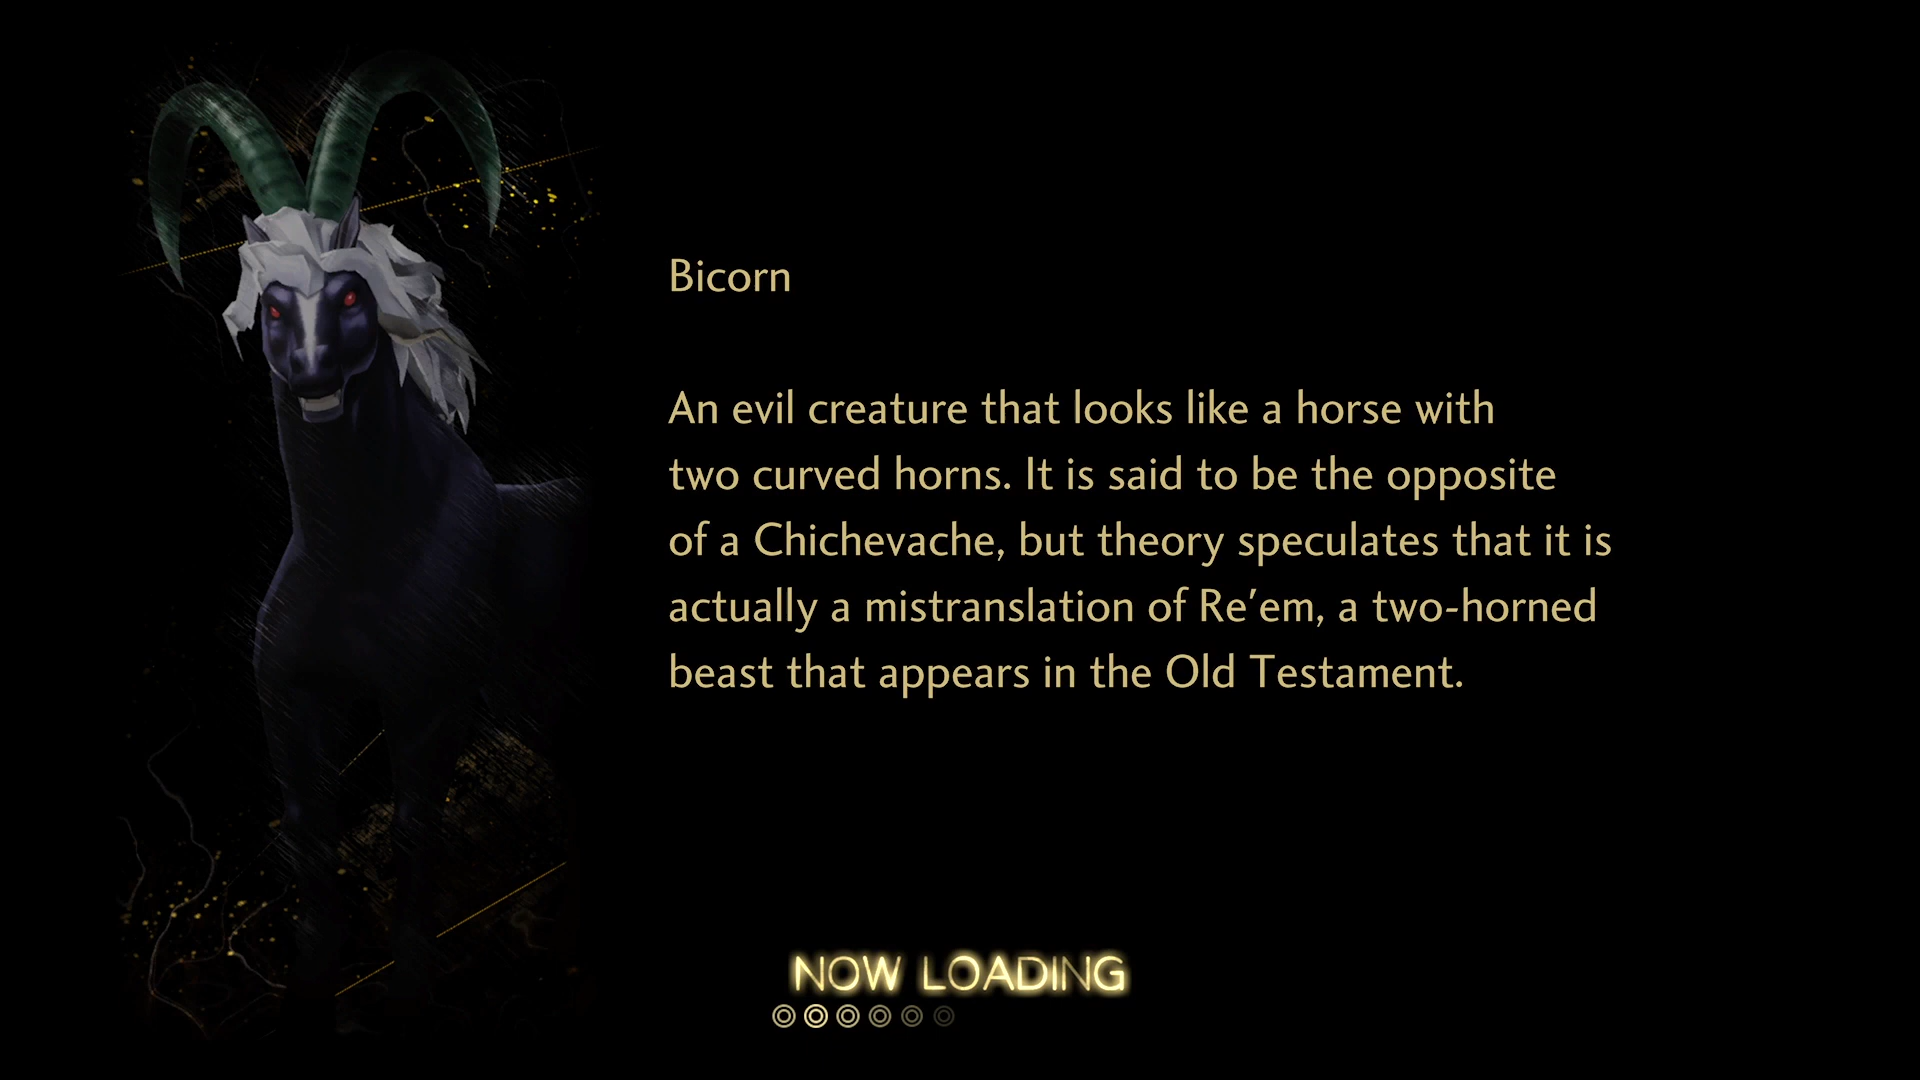 Bicorn
An evil creature that looks like a horse with
two curved horns. It is said to be the opposite
of a Chichevache, but theory speculates that it is
actually a mistranslation of Re'em, a two-horned
beast that appears in the Old Testament.
NOW LOADING